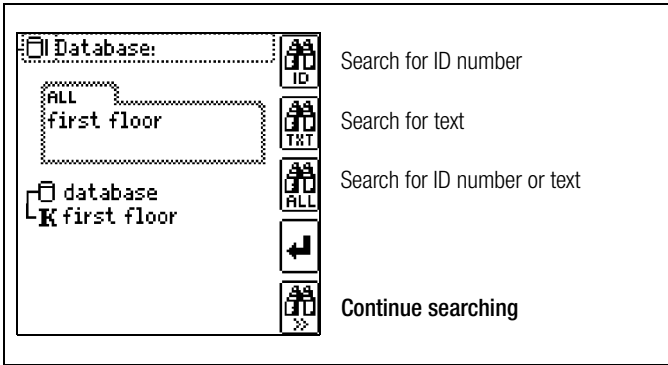 Database:
ID
Search for ID number
ALL
first floor
TXT
Search for text
ALL
Search for ID number or text
database
K first floor
>>
Continue searching